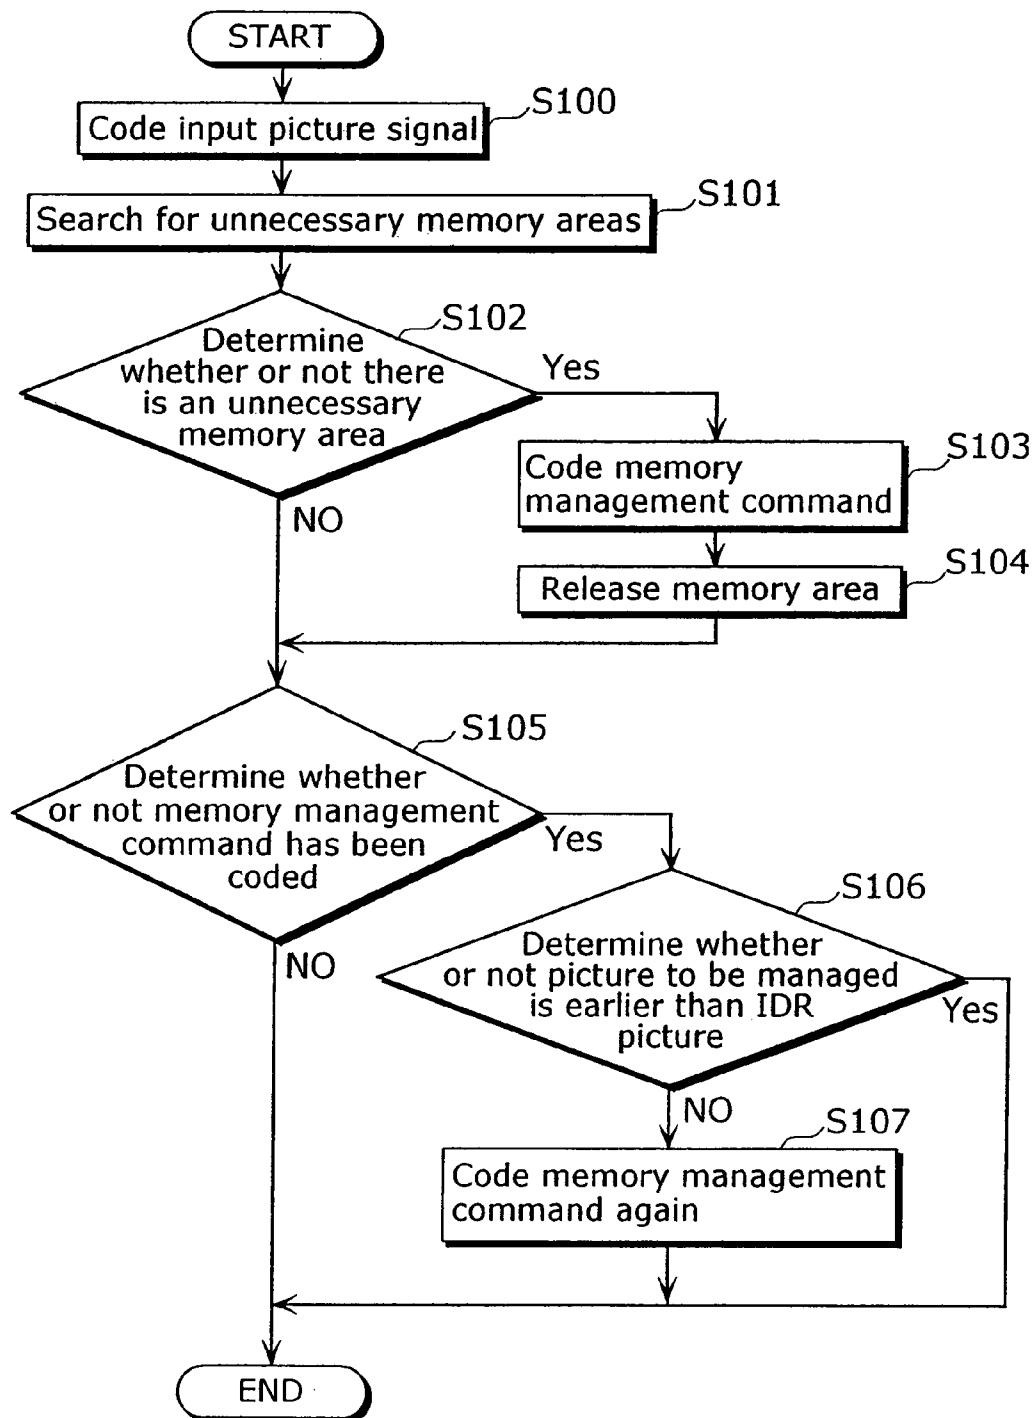 START
S100
Code input picture signal
S101
Search for unnecessary memory areas
S102
Determine
whether or not there
is an unnecessary
memory area
Yes
NO
S103
Code memory
management command
S104
Release memory area
S105
Determine whether
or not memory management
command has been
coded
Yes
NO
S106
Determine whether
or not picture to be managed
is earlier than IDR
picture
Yes
NO
S107
Code memory management
command again
END